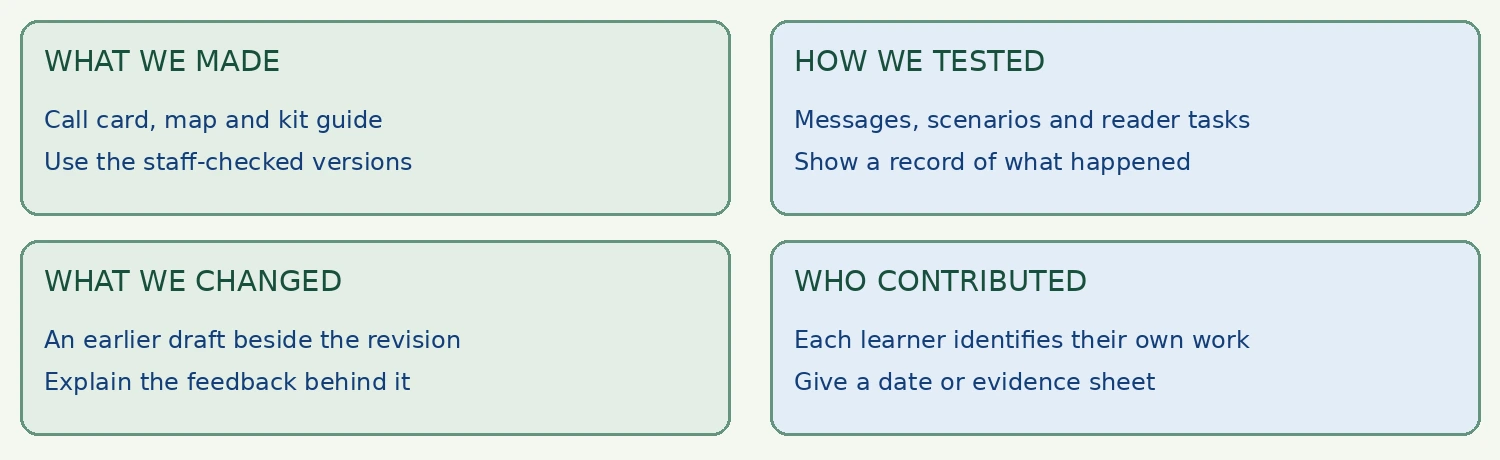 WHAT WE MADE
Call card, map and kit guide
Use the staff-checked versions
HOW WE TESTED
Messages, scenarios and reader tasks
Show a record of what happened
WHAT WE CHANGED
An earlier draft beside the revision
Explain the feedback behind it
WHO CONTRIBUTED
Each learner identifies their own work
Give a date or evidence sheet